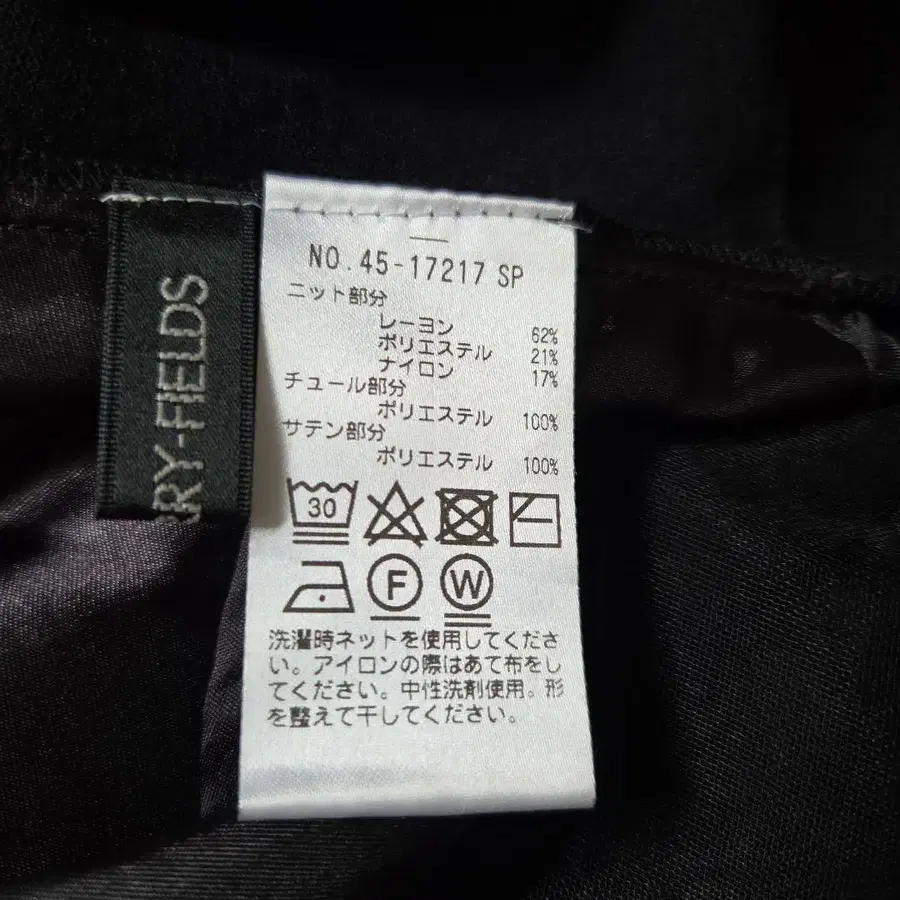 RRY-FIELDS
NO.45-17217 SP
ニット部分
レーヨン 62%
ポリエステル 21%
ナイロン 17%
チュール部分
ポリエステル 100%
サテン部分
ポリエステル 100%
30
F W
洗濯時ネットを使用してくださ
い。アイロンの際はあて布をし
てください。中性洗剤使用。形
を整えて干してください。